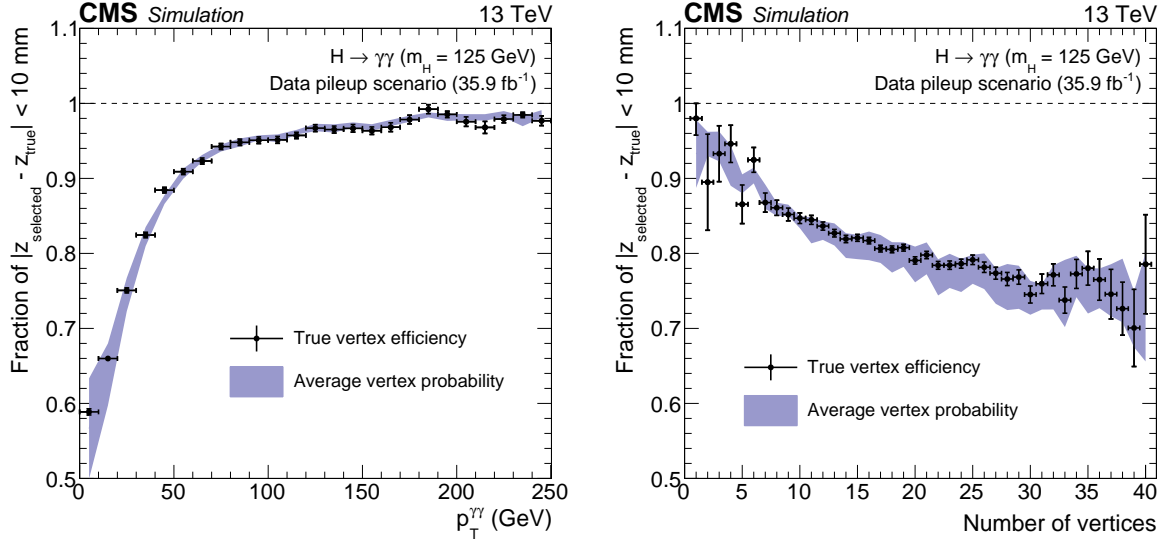 CMS Simulation 13 TeV
Fraction of |z_selected - z_true| < 10 mm
1.1
1
0.9
0.8
0.7
0.6
0.5
H → γγ (m_H = 125 GeV)
Data pileup scenario (35.9 fb⁻¹)
True vertex efficiency
Average vertex probability
0 50 100 150 200 250
p_T^γγ (GeV)
CMS Simulation 13 TeV
Fraction of |z_selected - z_true| < 10 mm
1.1
1
0.9
0.8
0.7
0.6
0.5
H → γγ (m_H = 125 GeV)
Data pileup scenario (35.9 fb⁻¹)
True vertex efficiency
Average vertex probability
0 5 10 15 20 25 30 35 40
Number of vertices